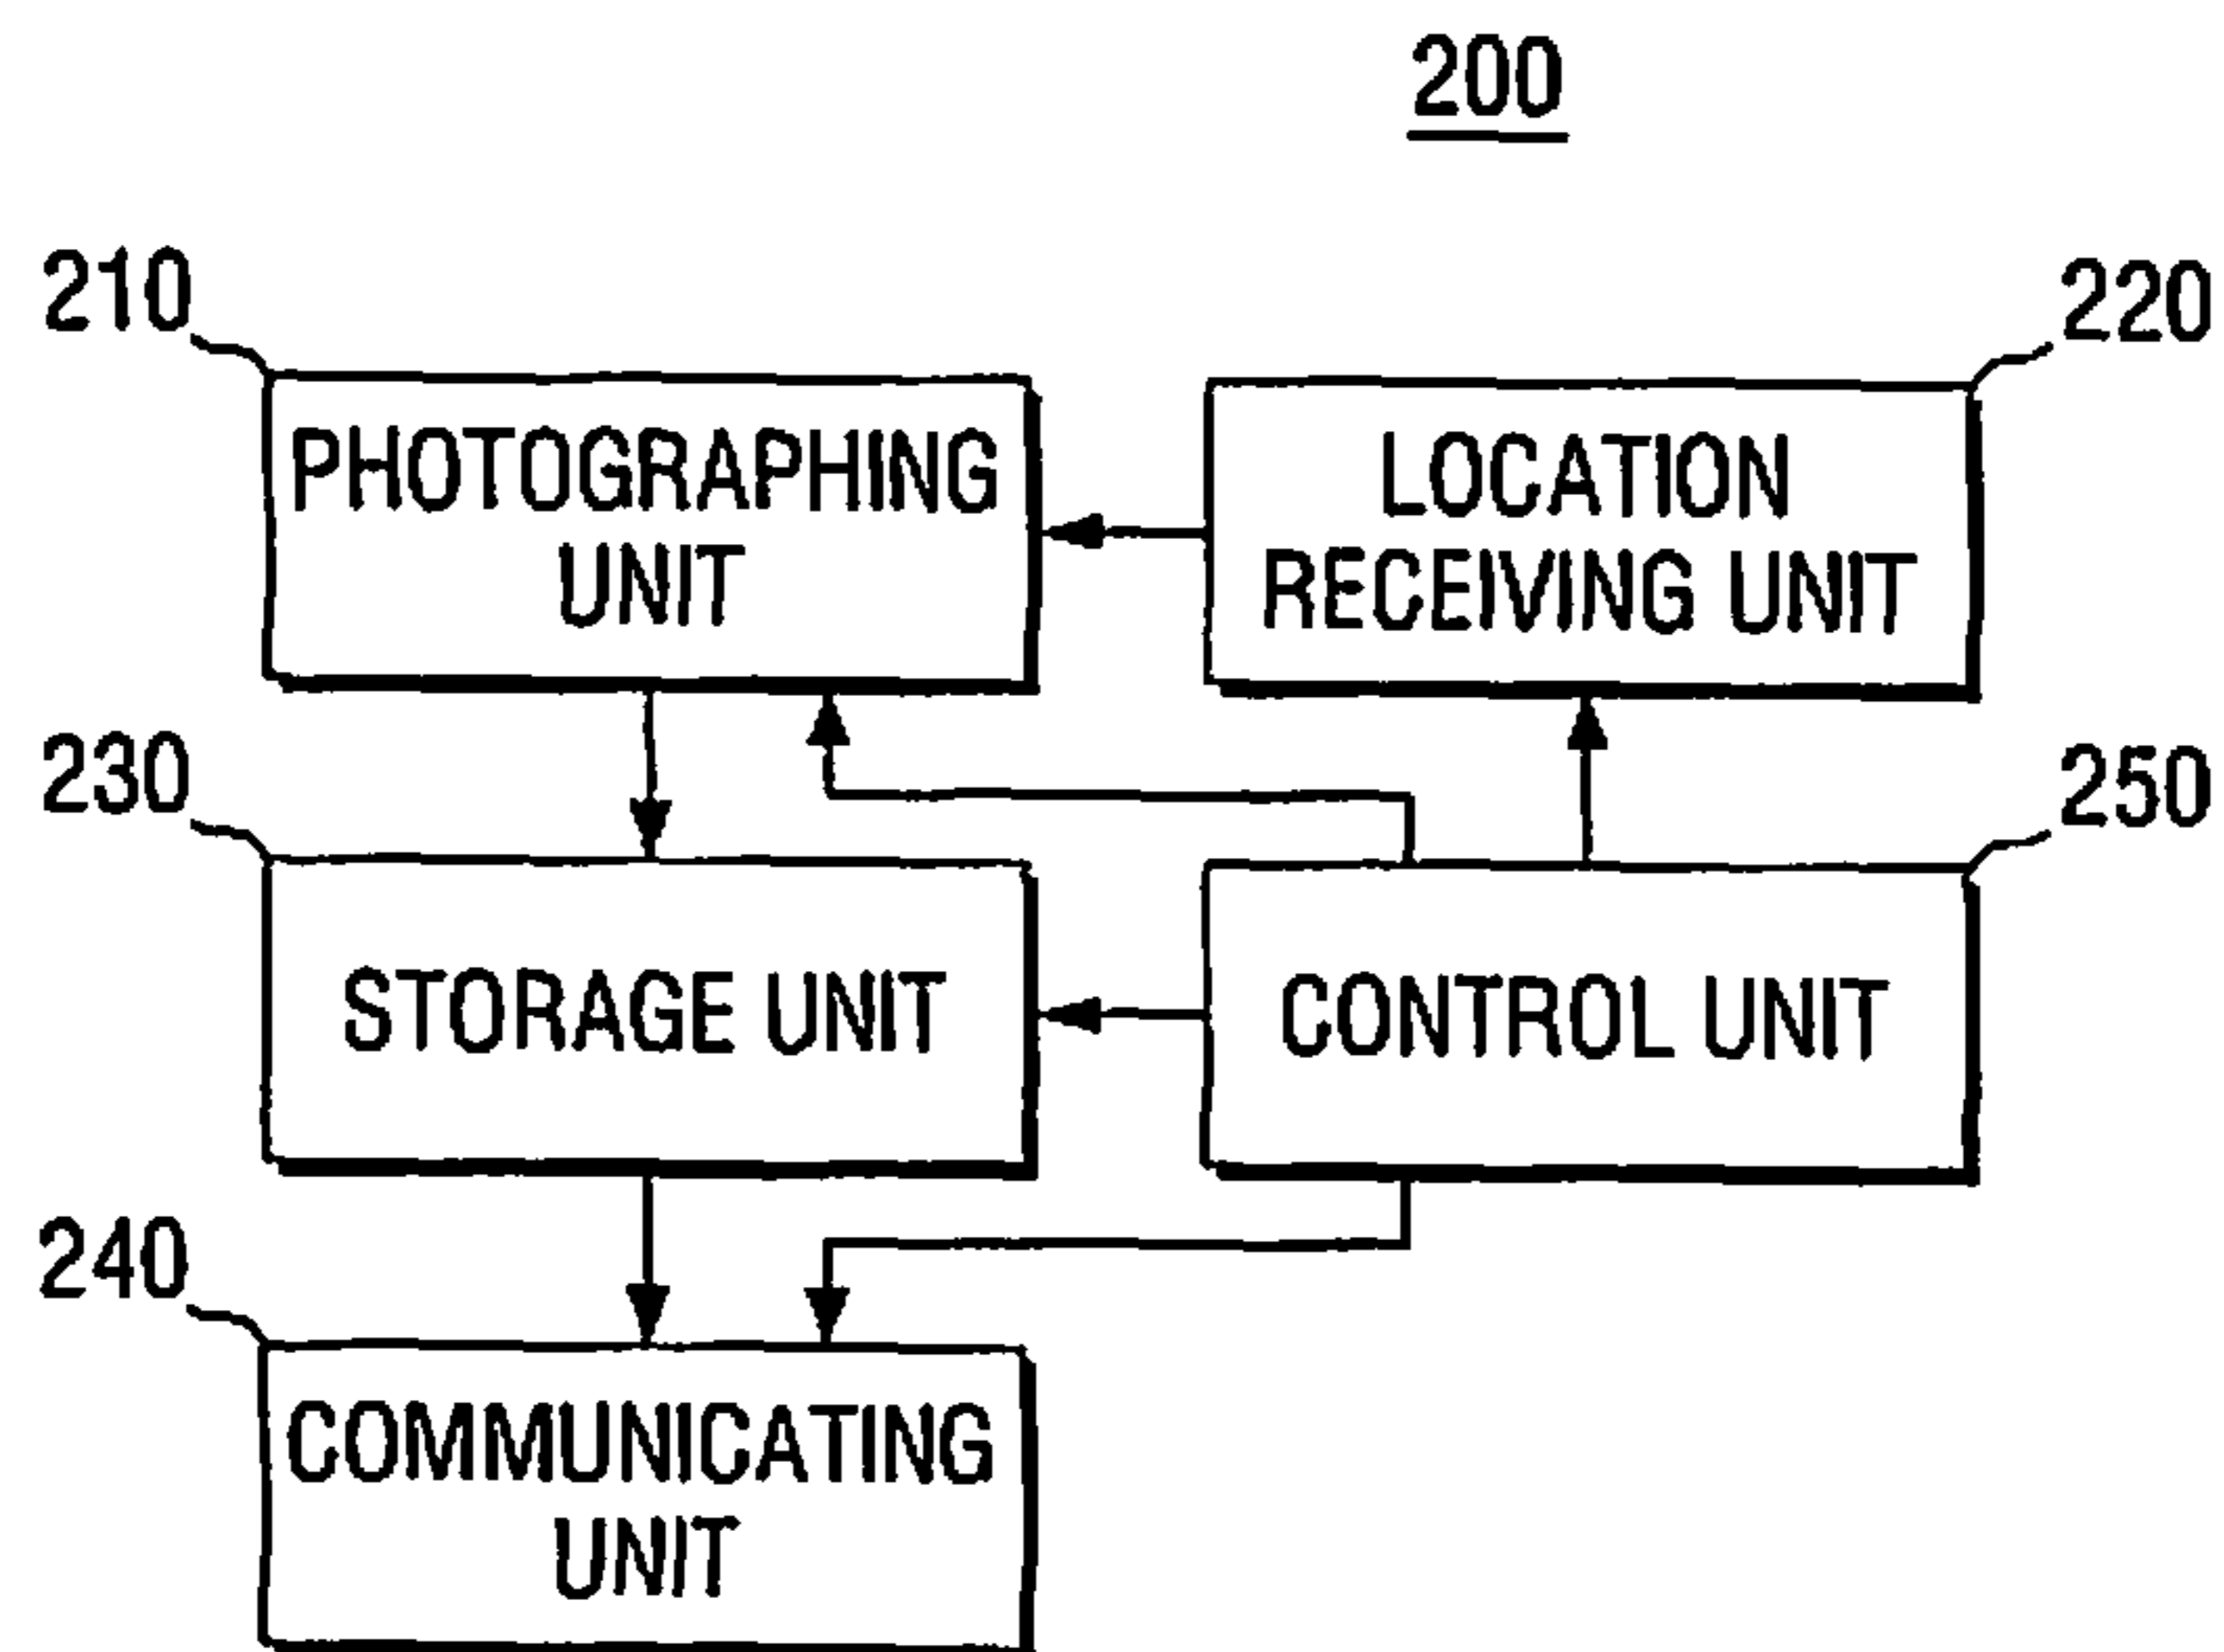 200
210
220
PHOTOGRAPHING
UNIT
LOCATION
RECEIVING UNIT
230
250
STORAGE UNIT
CONTROL UNIT
240
COMMUNICATING
UNIT